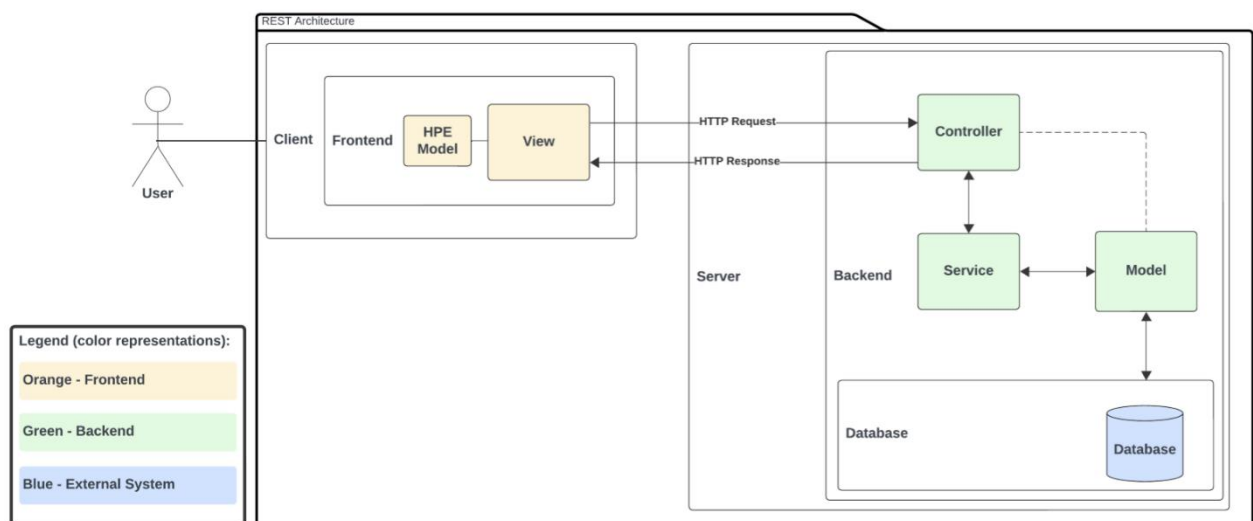 REST Architecture
User
Client
Frontend
HPE
Model
View
HTTP Request
HTTP Response
Server
Backend
Controller
Service
Model
Database
Database
Legend (color representations):
Orange - Frontend
Green - Backend
Blue - External System